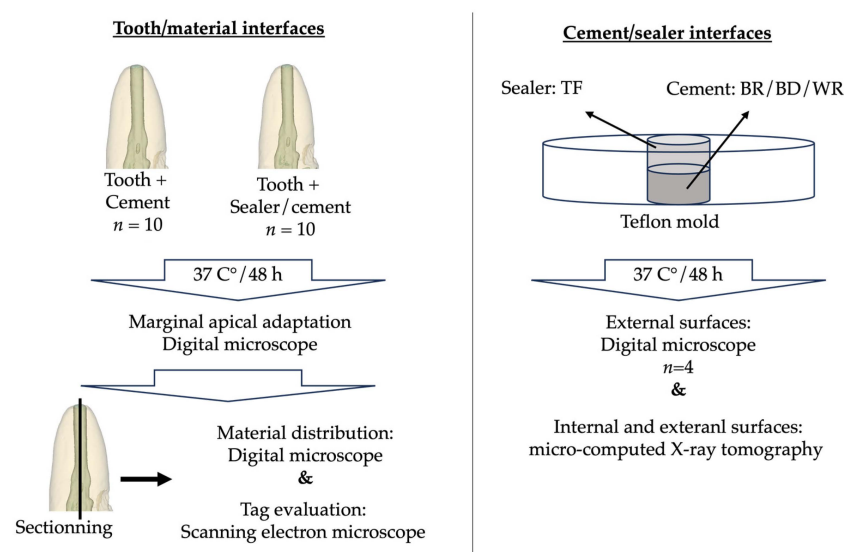 Tooth/material interfaces
Tooth +
Cement
n = 10
Tooth +
Sealer/cement
n = 10
37 C°/48 h
Marginal apical adaptation
Digital microscope
Sectionning
Material distribution:
Digital microscope
&
Tag evaluation:
Scanning electron microscope
Cement/sealer interfaces
Sealer: TF
Cement: BR/BD/WR
Teflon mold
37 C°/48 h
External surfaces:
Digital microscope
n=4
&
Internal and exteranl surfaces:
micro-computed X-ray tomography